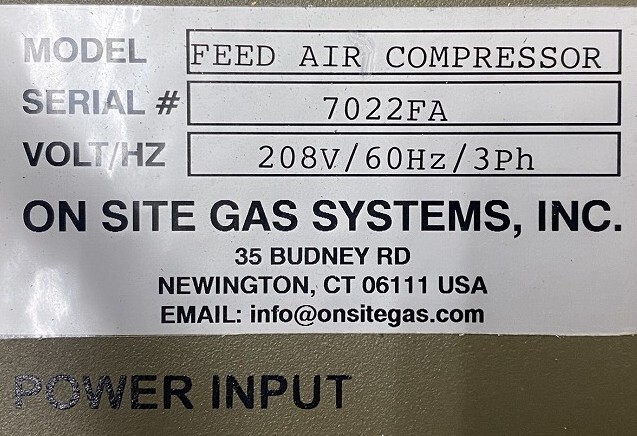 MODEL FEED AIR COMPRESSOR
SERIAL # 7022FA
VOLT/HZ 208V/60Hz/3Ph
ON SITE GAS SYSTEMS, INC.
35 BUDNEY RD
NEWINGTON, CT 06111 USA
EMAIL: info@onsitegas.com
POWER INPUT